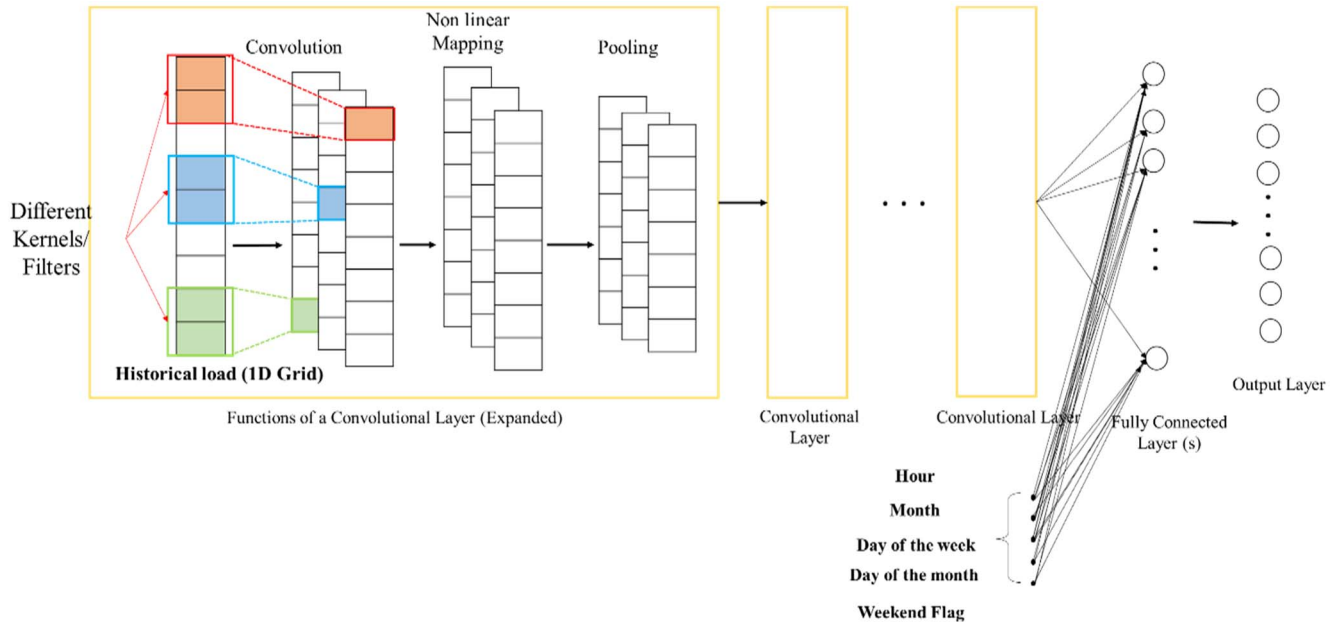 Non linear
Mapping
Convolution
Pooling
Different
Kernels/
Filters
Historical load (1D Grid)
Functions of a Convolutional Layer (Expanded)
Convolutional
Layer
Convolutional Layer
Fully Connected
Layer (s)
Output Layer
Hour
Month
Day of the week
Day of the month
Weekend Flag